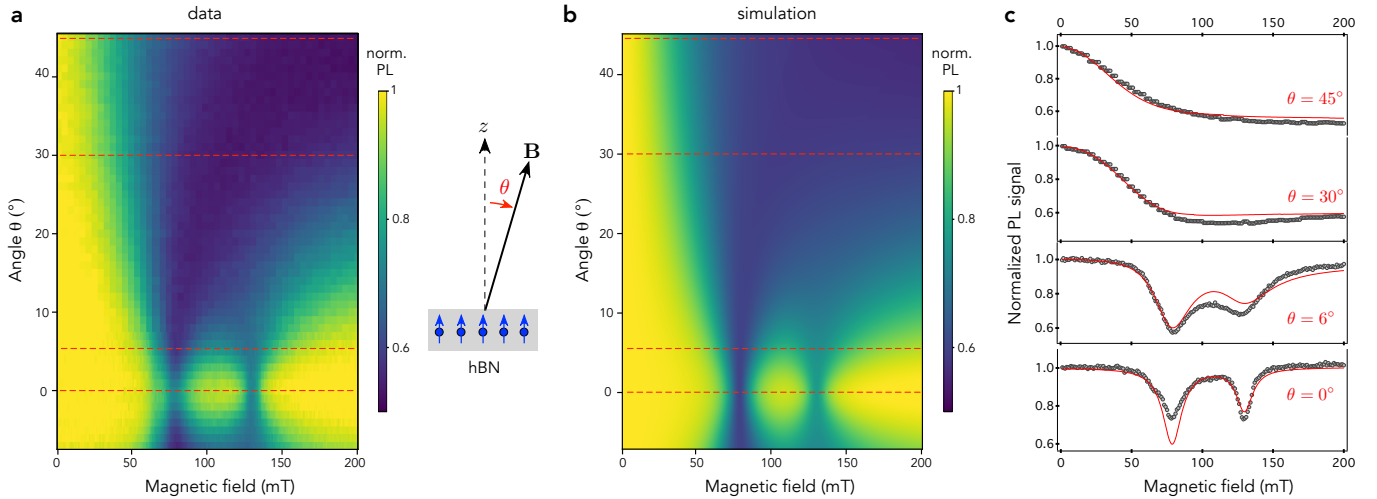 a
data
norm.
PL
1
0.8
0.6
40
30
20
10
0
Angle θ (°)
0
50
100
150
200
Magnetic field (mT)
z
B
θ
hBN
b
simulation
norm.
PL
1
0.8
0.6
40
30
20
10
0
Angle θ (°)
0
50
100
150
200
Magnetic field (mT)
c
0
50
100
150
200
1.0
0.8
0.6
θ = 45°
1.0
0.8
0.6
θ = 30°
1.0
0.8
0.6
θ = 6°
1.0
0.8
0.6
θ = 0°
Normalized PL signal
0
50
100
150
200
Magnetic field (mT)